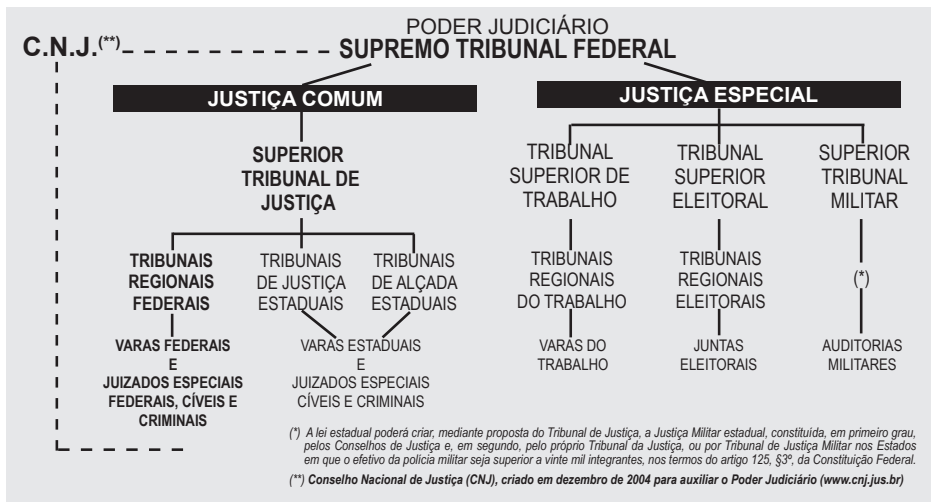 PODER JUDICIÁRIO
C.N.J.(**)
SUPREMO TRIBUNAL FEDERAL
JUSTIÇA COMUM
SUPERIOR
TRIBUNAL DE
JUSTIÇA
TRIBUNAIS
REGIONAIS
FEDERAIS
TRIBUNAIS
DE JUSTIÇA
ESTADUAIS
TRIBUNAIS
DE ALÇADA
ESTADUAIS
VARAS FEDERAIS
E
JUIZADOS ESPECIAIS
FEDERAIS, CÍVEIS E
CRIMINAIS
VARAS ESTADUAIS
E
JUIZADOS ESPECIAIS
CÍVEIS E CRIMINAIS
JUSTIÇA ESPECIAL
TRIBUNAL
SUPERIOR DE
TRABALHO
TRIBUNAL
SUPERIOR
ELEITORAL
SUPERIOR
TRIBUNAL
MILITAR
TRIBUNAIS
REGIONAIS
DO TRABALHO
TRIBUNAIS
REGIONAIS
ELEITORAIS
(*)
VARAS DO
TRABALHO
JUNTAS
ELEITORAIS
AUDITORIAS
MILITARES
(*) A lei estadual poderá criar, mediante proposta do Tribunal de Justiça, a Justiça Militar estadual, constituída, em primeiro grau,
pelos Conselhos de Justiça e, em segundo, pelo próprio Tribunal da Justiça, ou por Tribunal de Justiça Militar nos Estados
em que o efetivo da polícia militar seja superior a vinte mil integrantes, nos termos do artigo 125, §3º, da Constituição Federal.
(**) Conselho Nacional de Justiça (CNJ), criado em dezembro de 2004 para auxiliar o Poder Judiciário (www.cnj.jus.br)